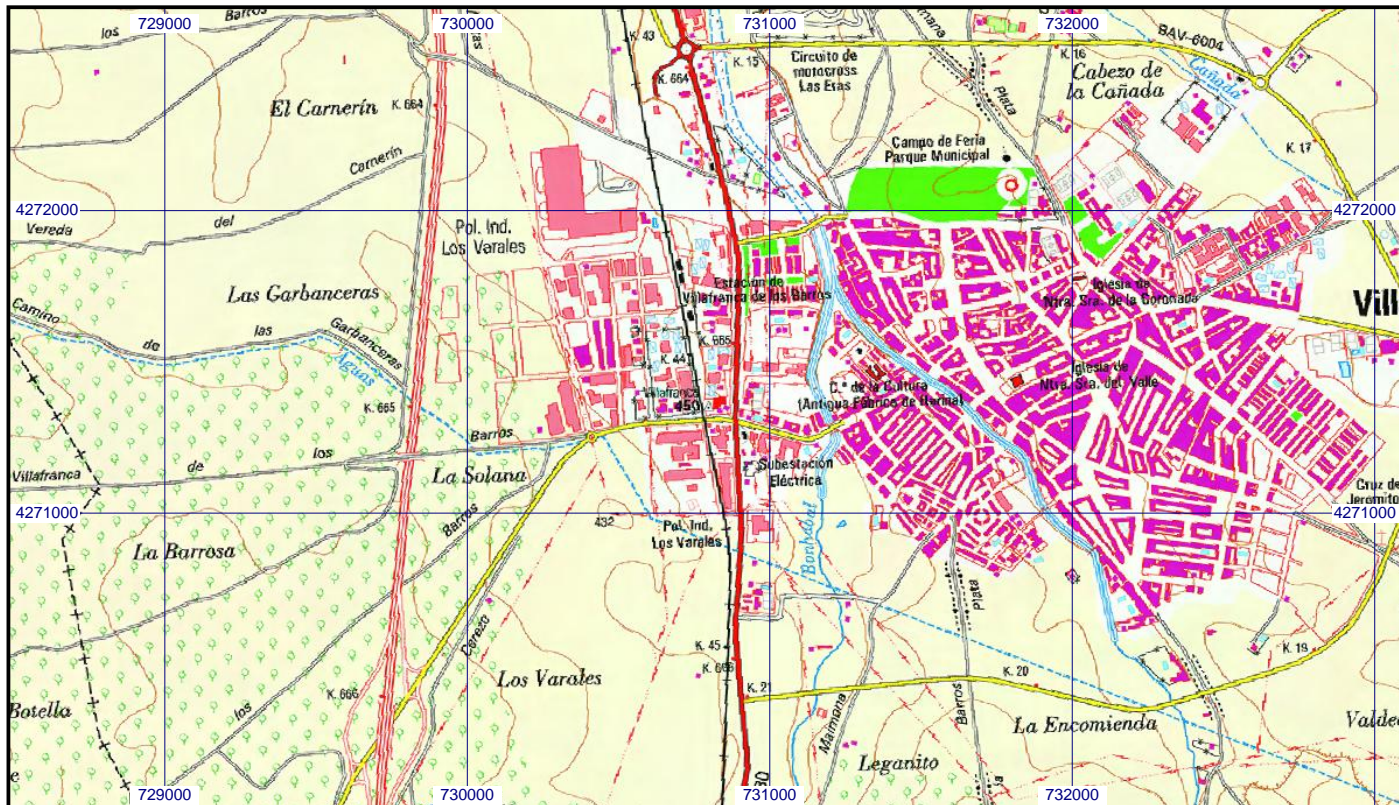 729000
730000
731000
732000
los
Barros
K. 43
K. 15
K. 16
BAV-6004
Circuito de
motocross
Las Eras
Plata
Cabezo de
la Cañada
Cañada
K. 664
K. 664
El Carnerín
Carnerín
K. 17
Campo de Feria
Parque Municipal
4272000
4272000
Vereda
del
Pol. Ind.
Los Varales
Las Garbanceras
Estación de
Villafranca de los Barros
Iglesia de
Ntra. Sra. de la Coronada
Vill
Camino
de
las
Garbanceras
Aguas
K. 44
K. 665
K. 665
Iglesia de
Ntra. Sra. del Valle
C.ª de la Cultura
(Antigua Fábrica de Harina)
Villafranca
450
Barros
los
de
Villafranca
La Solana
Subestación
Eléctrica
Cruz de
Jeromito
4271000
4271000
432
Pol. Ind.
Los Varales
Barros
La Barrosa
Bonhabal
Plata
Cerezo
K. 45
K. 666
K. 666
K. 19
K. 20
K. 21
Los Varales
los
Botella
Maimona
Barros
La Encomienda
Valde
Leganito
729000
730000
731000
732000